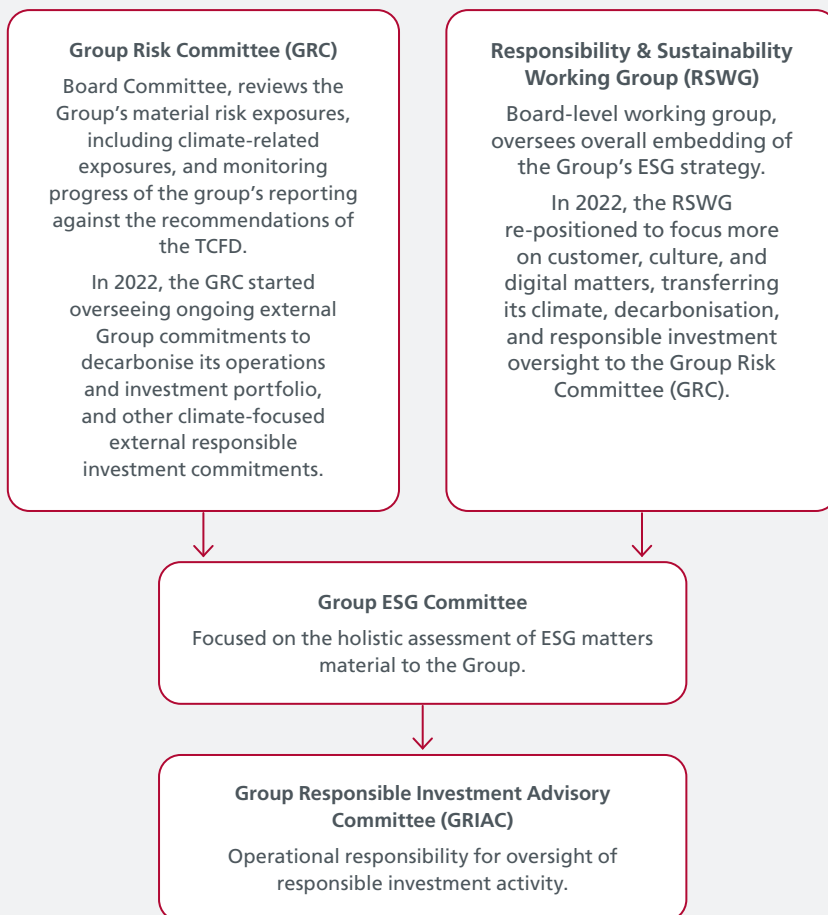 Group Risk Committee (GRC)
Board Committee, reviews the
Group’s material risk exposures,
including climate-related
exposures, and monitoring
progress of the group’s reporting
against the recommendations of
the TCFD.
In 2022, the GRC started
overseeing ongoing external
Group commitments to
decarbonise its operations
and investment portfolio,
and other climate-focused
external responsible
investment commitments.
Responsibility & Sustainability
Working Group (RSWG)
Board-level working group,
oversees overall embedding of
the Group’s ESG strategy.
In 2022, the RSWG
re-positioned to focus more
on customer, culture, and
digital matters, transferring
its climate, decarbonisation,
and responsible investment
oversight to the Group Risk
Committee (GRC).
Group ESG Committee
Focused on the holistic assessment of ESG matters
material to the Group.
Group Responsible Investment Advisory
Committee (GRIAC)
Operational responsibility for oversight of
responsible investment activity.